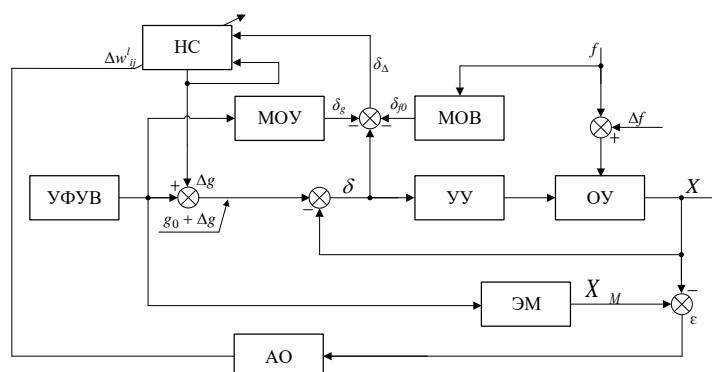 НС
Δw^l_ij
δ_Δ
f
МОУ
δ_g
δ_f0
МОВ
Δf
–
–
+
УФУВ
+
Δg
g_0 + Δg
–
δ
УУ
ОУ
X
ЭМ
X_M
–
ε
АО